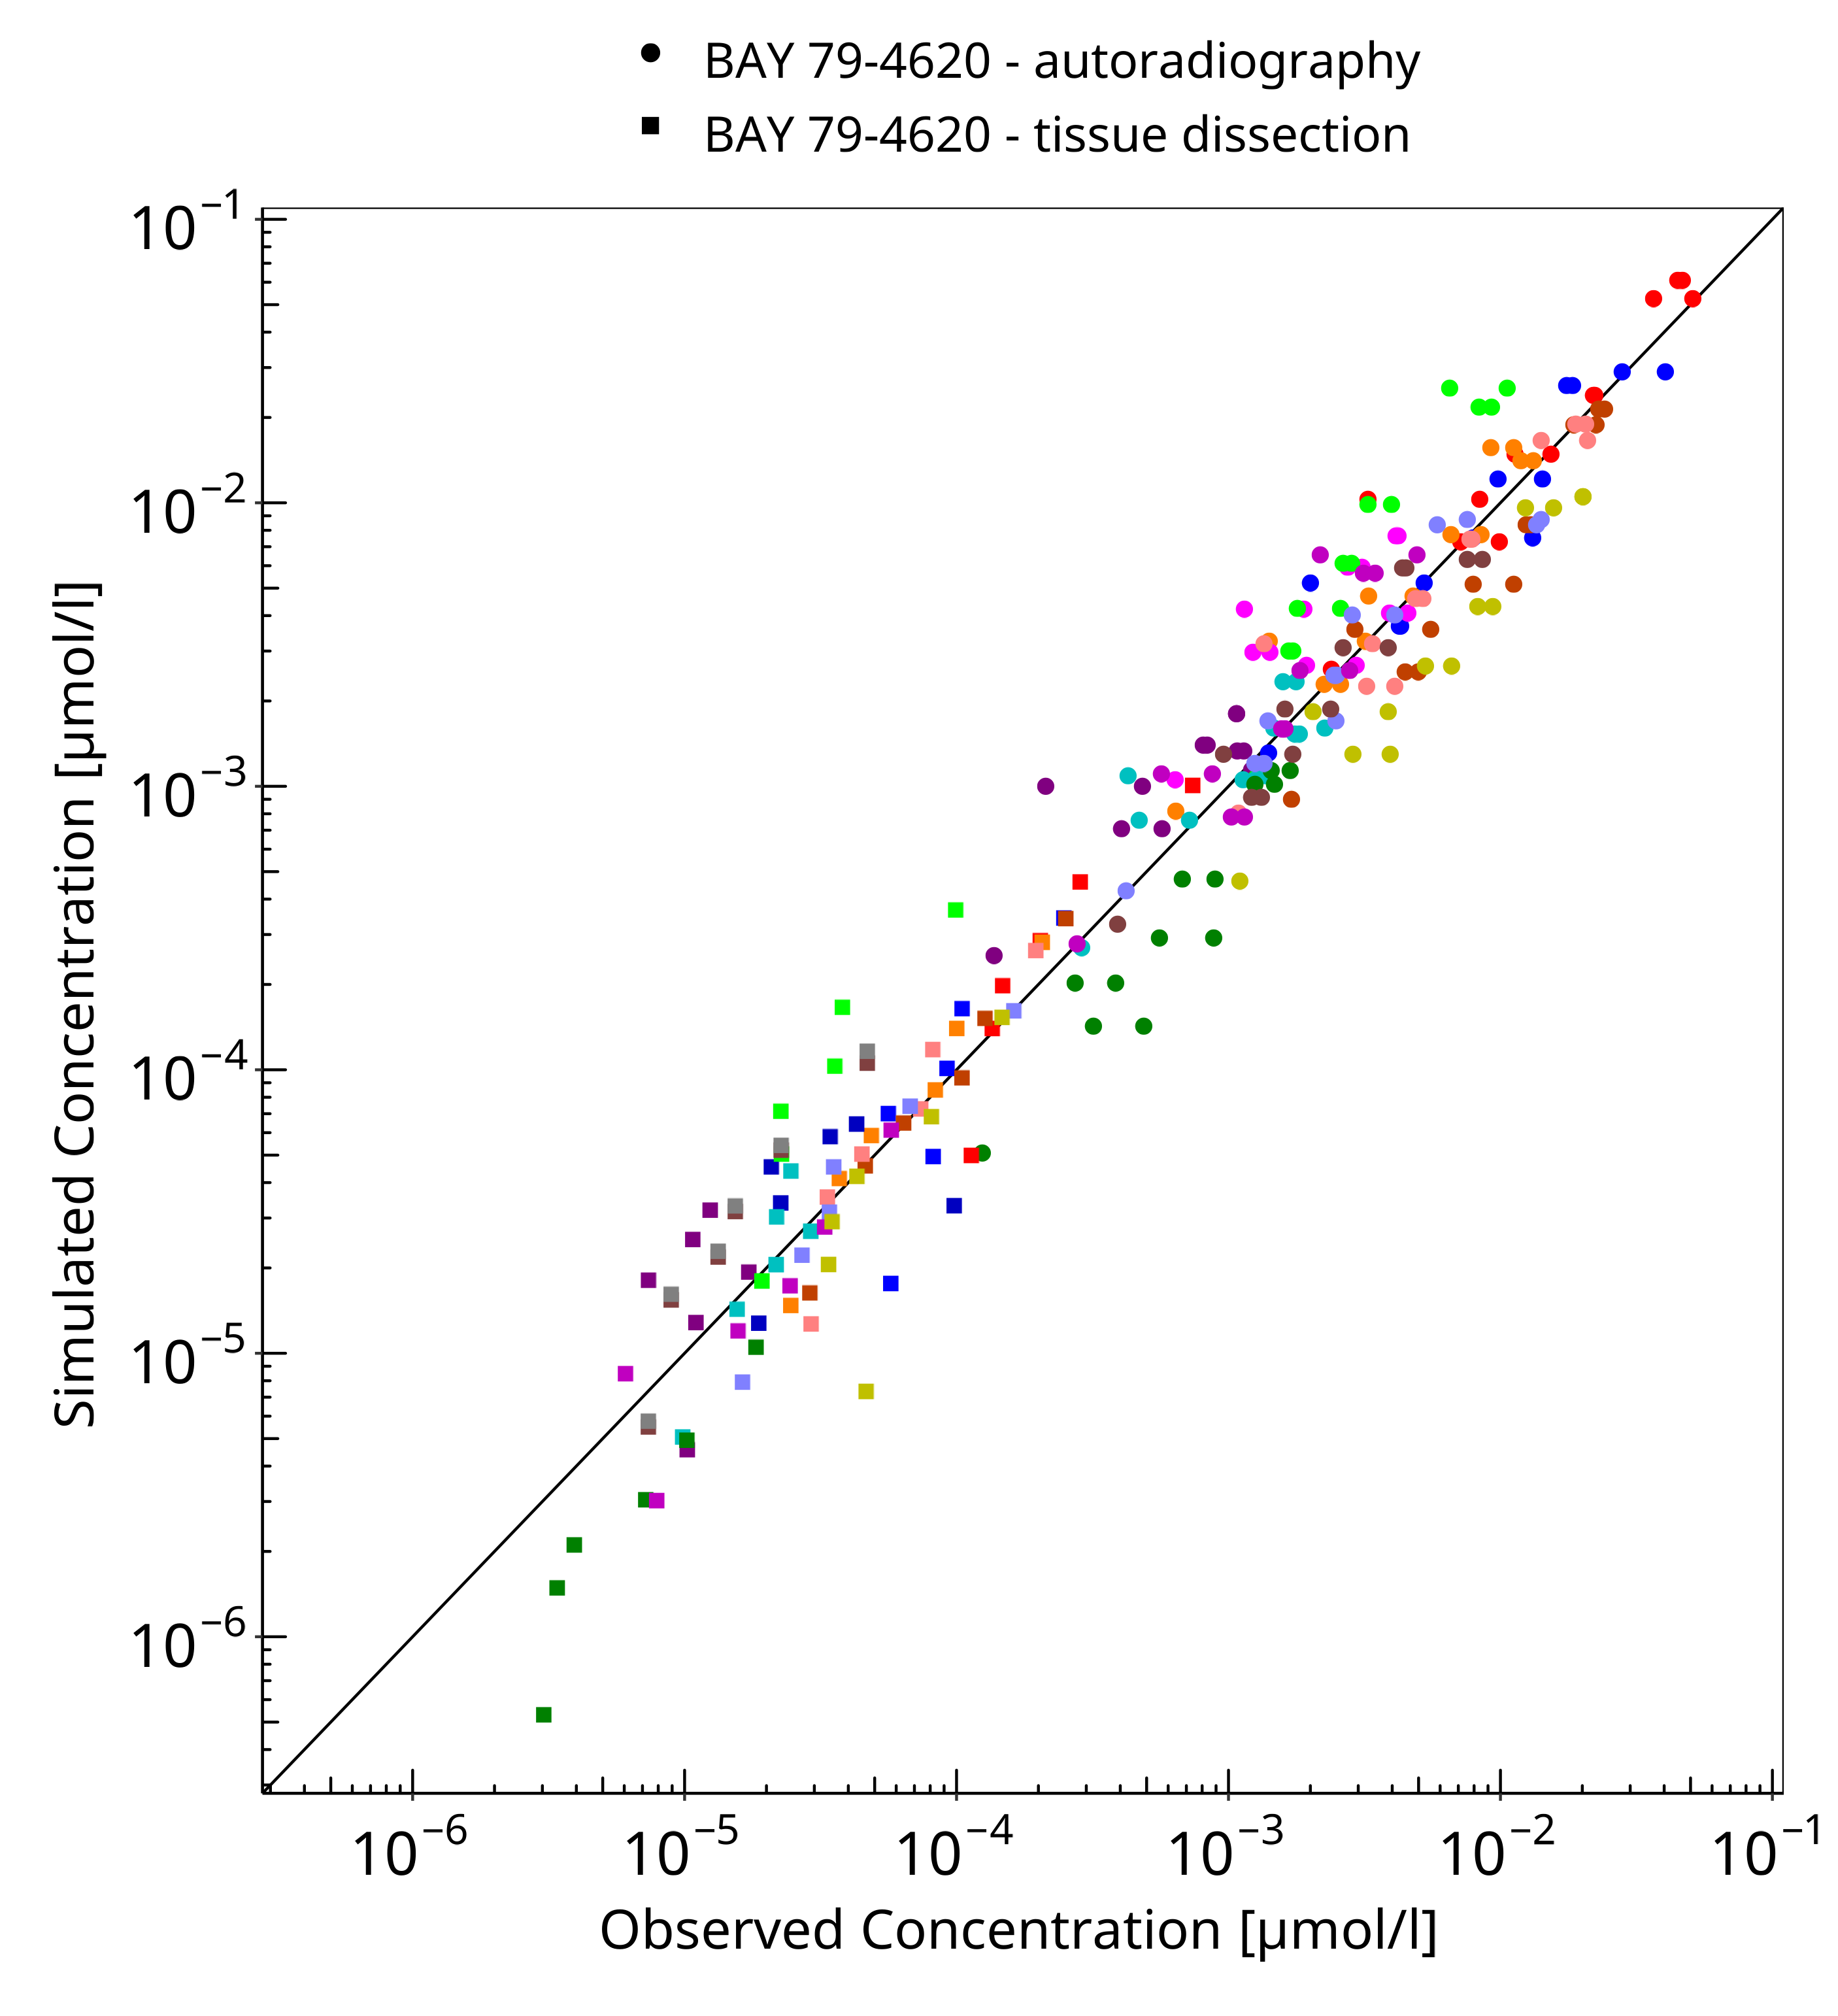 BAY 79-4620 - autoradiography
BAY 79-4620 - tissue dissection
10⁻¹
10⁻²
10⁻³
10⁻⁴
10⁻⁵
10⁻⁶
Simulated Concentration [µmol/l]
10⁻⁶ 10⁻⁵ 10⁻⁴ 10⁻³ 10⁻² 10⁻¹
Observed Concentration [µmol/l]